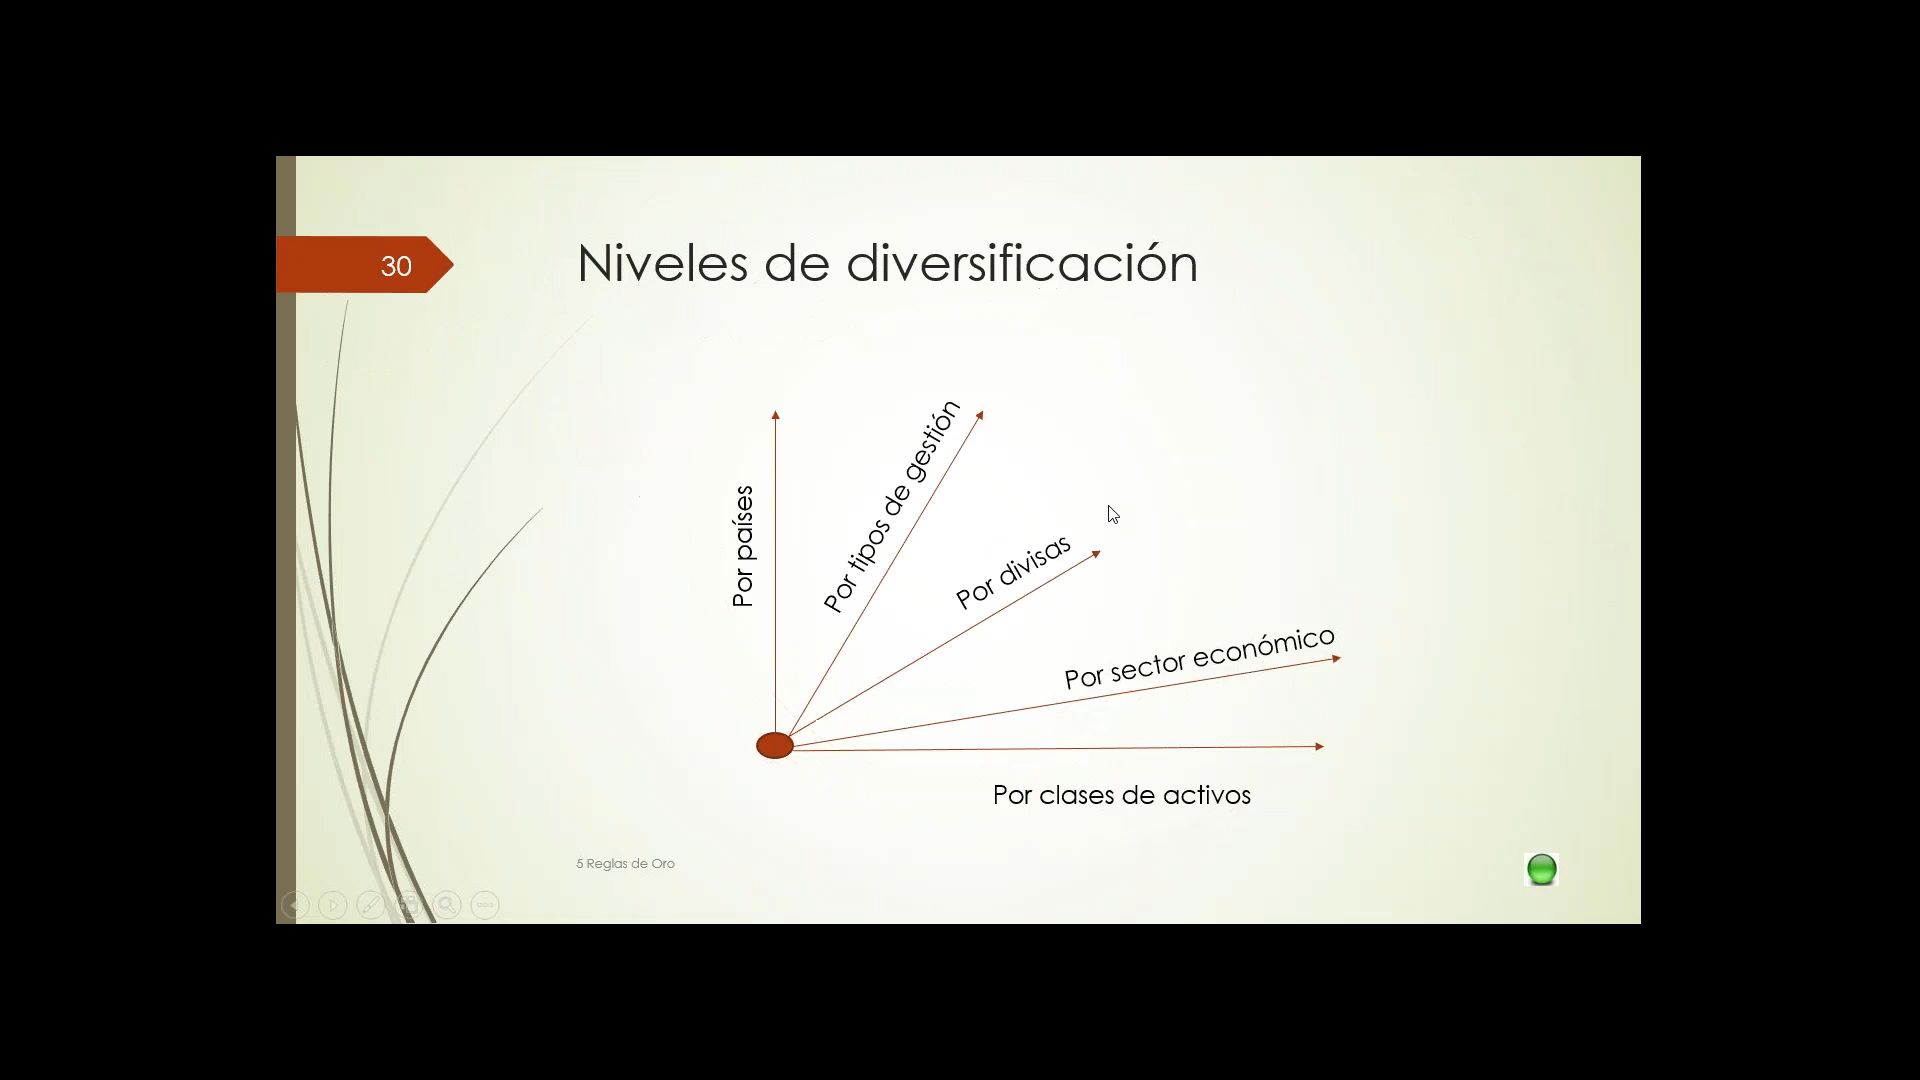 30
Niveles de diversificación
Por países
Por tipos de gestión
Por divisas
Por sector económico
Por clases de activos
5 Reglas de Oro